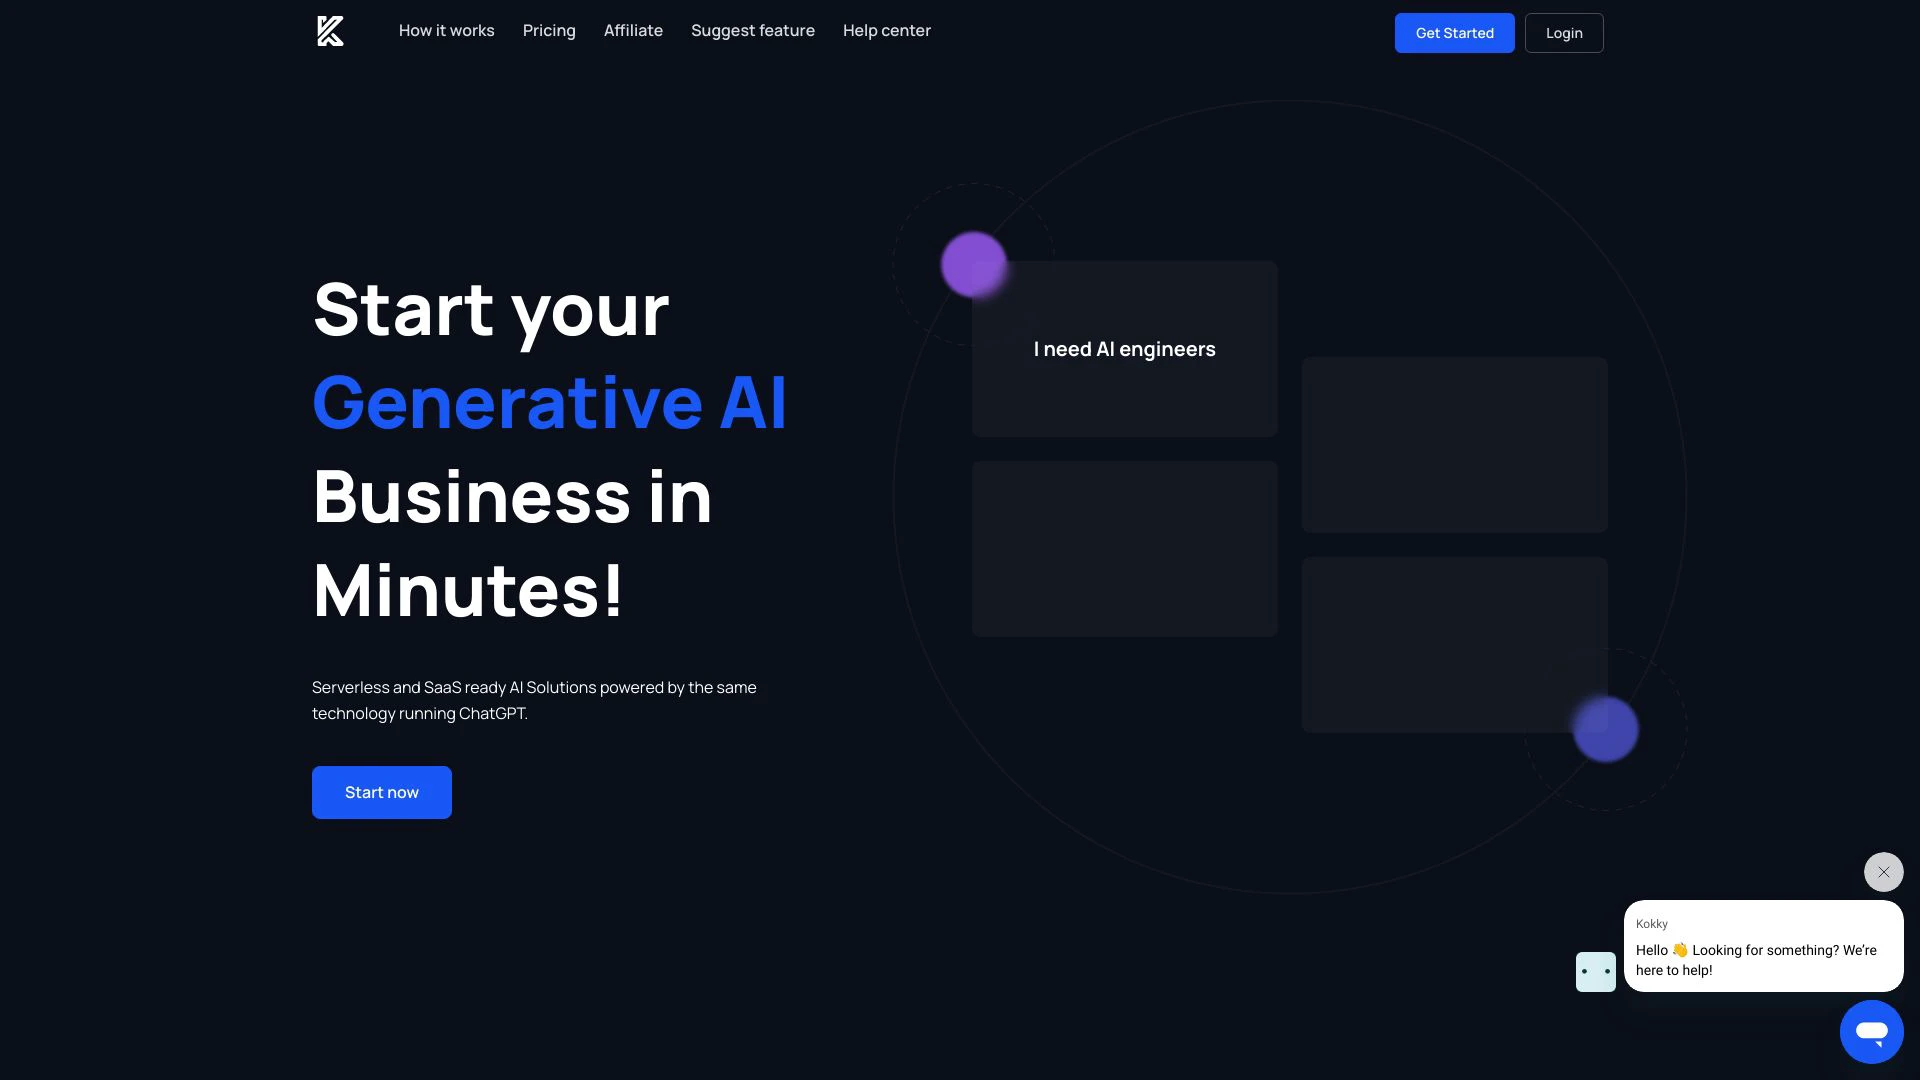 How it works
Pricing
Affiliate
Suggest feature
Help center
Get Started
Login
Start your
Generative AI
Business in
Minutes!
Serverless and SaaS ready AI Solutions powered by the same
technology running ChatGPT.
Start now
I need AI engineers
Kokky
Hello 👋 Looking for something? We’re
here to help!